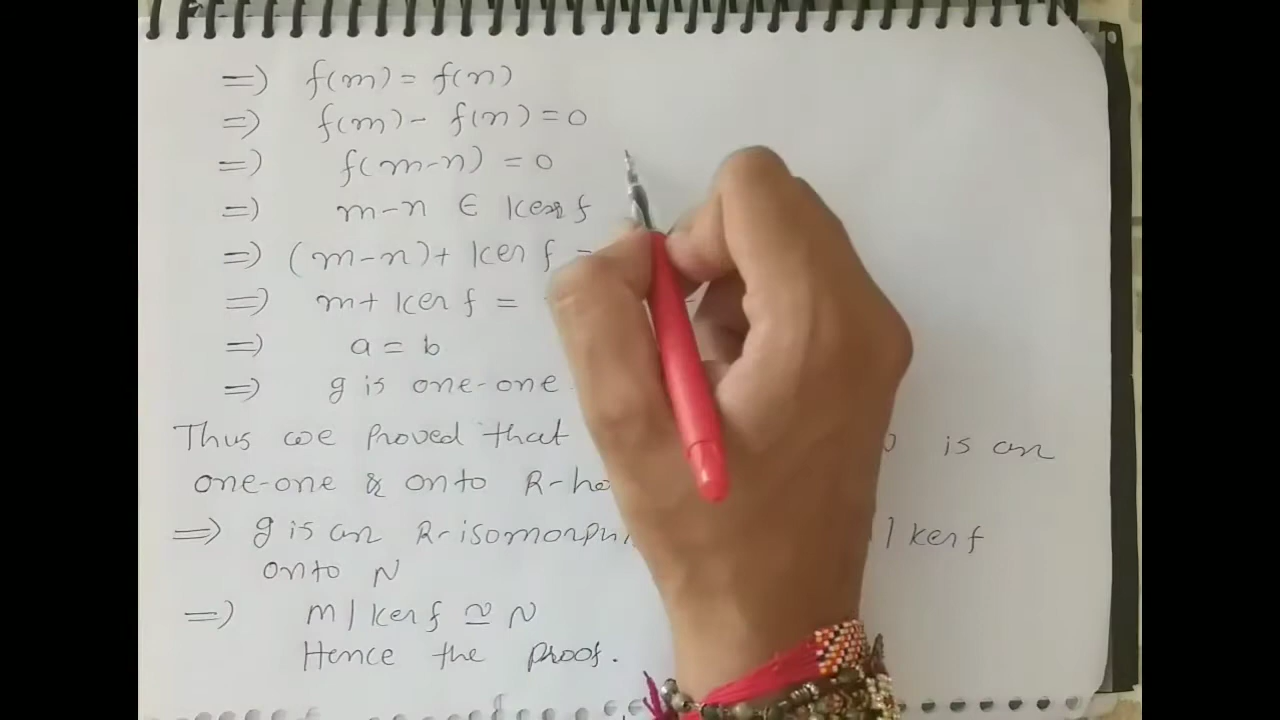 => f(m) = f(n)
=> f(m) - f(n) = 0
=> f(m-n) = 0
=> m-n ∈ ker f
=> (m-n) + ker f =
=> m + ker f =
=> a = b
=> g is one-one
Thus we proved that is an
one-one & onto R-ho
=> g is an R-isomorph / ker f
onto N
=> M / ker f ≅ N
Hence the proof.